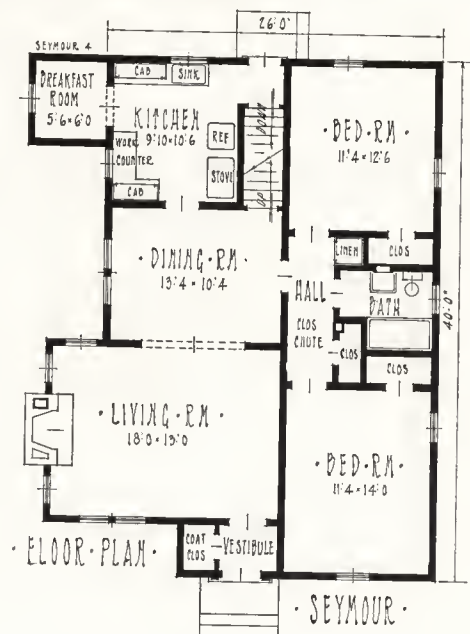 26'-0"
SEYMOUR 4
BREAKFAST
ROOM
5'-6×6'-0
CAB
SINK
KITCHEN
9'-10×10'-6
WORK
COUNTER
CAB
REF
STOVE
DOWN
UP
·BED·RM·
11'-4×12'-6
LINEN
CLOS
·DINING·RM·
13'-4×10'-4
HALL
BATH
CLOS
CHUTE
CLOS
CLOS
40'-0"
·LIVING·RM·
18'-0×13'-0
·BED·RM·
11'-4×14'-0
COAT
CLOS
VESTIBULE
·FLOOR·PLAN·
·SEYMOUR·